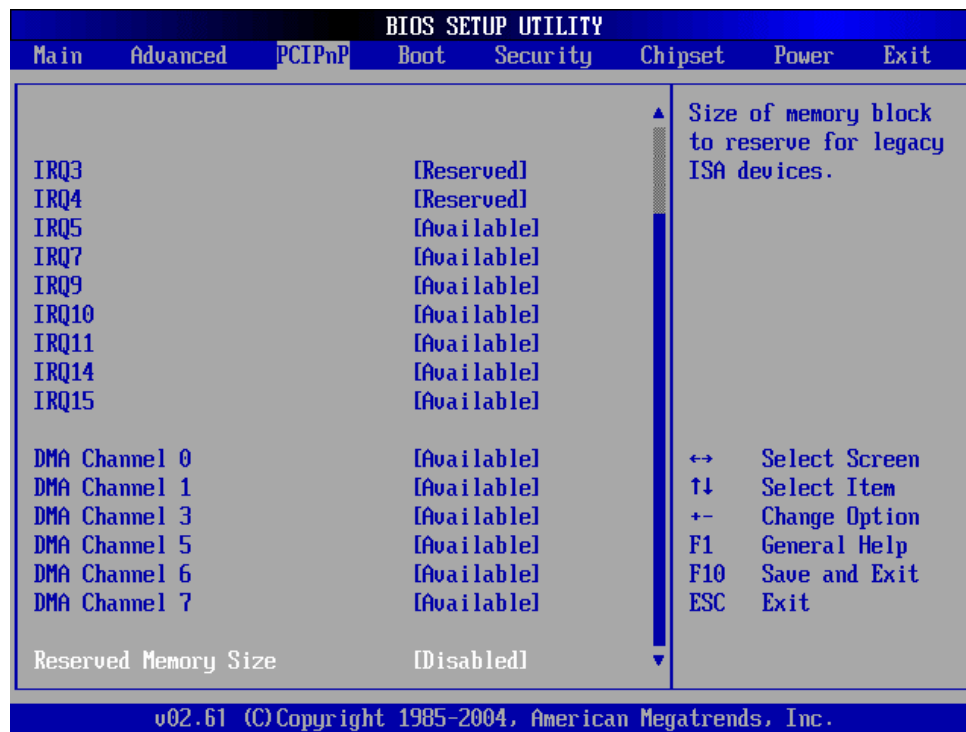 BIOS SETUP UTILITY
Main Advanced PCIPnP Boot Security Chipset Power Exit
IRQ3 [Reserved]
IRQ4 [Reserved]
IRQ5 [Available]
IRQ7 [Available]
IRQ9 [Available]
IRQ10 [Available]
IRQ11 [Available]
IRQ14 [Available]
IRQ15 [Available]
DMA Channel 0 [Available]
DMA Channel 1 [Available]
DMA Channel 3 [Available]
DMA Channel 5 [Available]
DMA Channel 6 [Available]
DMA Channel 7 [Available]
Reserved Memory Size [Disabled]
Size of memory block
to reserve for legacy
ISA devices.
↔ Select Screen
↑↓ Select Item
+- Change Option
F1 General Help
F10 Save and Exit
ESC Exit
v02.61 (C)Copyright 1985-2004, American Megatrends, Inc.